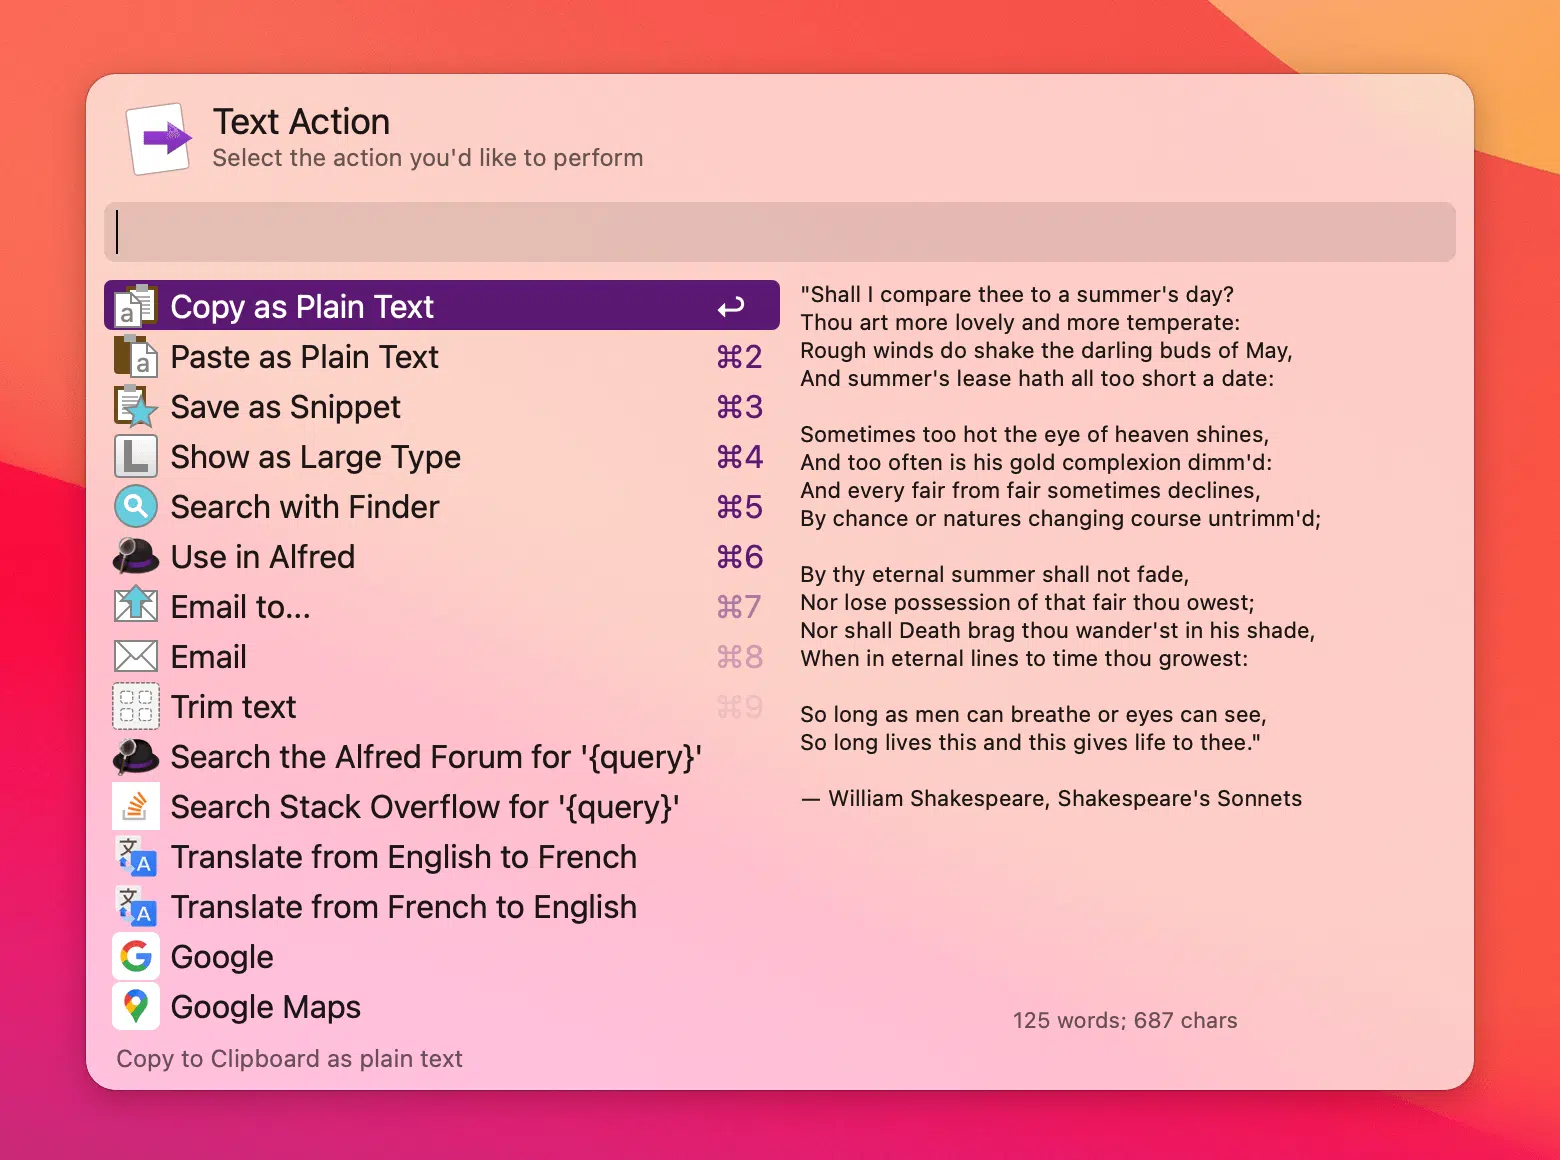 Text Action
Select the action you'd like to perform
Copy as Plain Text ↩
Paste as Plain Text ⌘2
Save as Snippet ⌘3
Show as Large Type ⌘4
Search with Finder ⌘5
Use in Alfred ⌘6
Email to... ⌘7
Email ⌘8
Trim text ⌘9
Search the Alfred Forum for '{query}'
Search Stack Overflow for '{query}'
Translate from English to French
Translate from French to English
Google
Google Maps
Copy to Clipboard as plain text
"Shall I compare thee to a summer's day?
Thou art more lovely and more temperate:
Rough winds do shake the darling buds of May,
And summer's lease hath all too short a date:

Sometimes too hot the eye of heaven shines,
And too often is his gold complexion dimm'd:
And every fair from fair sometimes declines,
By chance or natures changing course untrimm'd;

By thy eternal summer shall not fade,
Nor lose possession of that fair thou owest;
Nor shall Death brag thou wander'st in his shade,
When in eternal lines to time thou growest:

So long as men can breathe or eyes can see,
So long lives this and this gives life to thee."

— William Shakespeare, Shakespeare's Sonnets
125 words; 687 chars